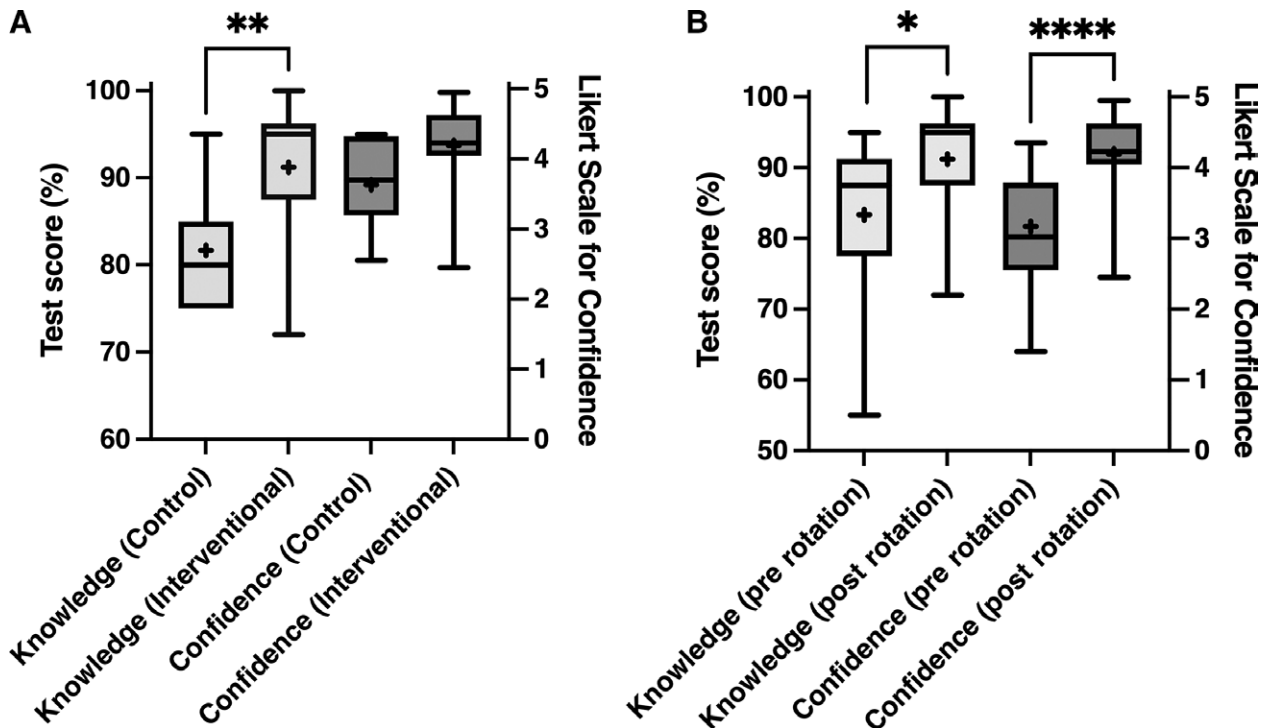 A
**
100
90
80
70
60
Test score (%)
5
4
3
2
1
0
Likert Scale for Confidence
Knowledge (Control)
Knowledge (Interventional)
Confidence (Control)
Confidence (Interventional)
B
*
****
100
90
80
70
60
50
Test score (%)
5
4
3
2
1
0
Likert Scale for Confidence
Knowledge (pre rotation)
Knowledge (post rotation)
Confidence (pre rotation)
Confidence (post rotation)